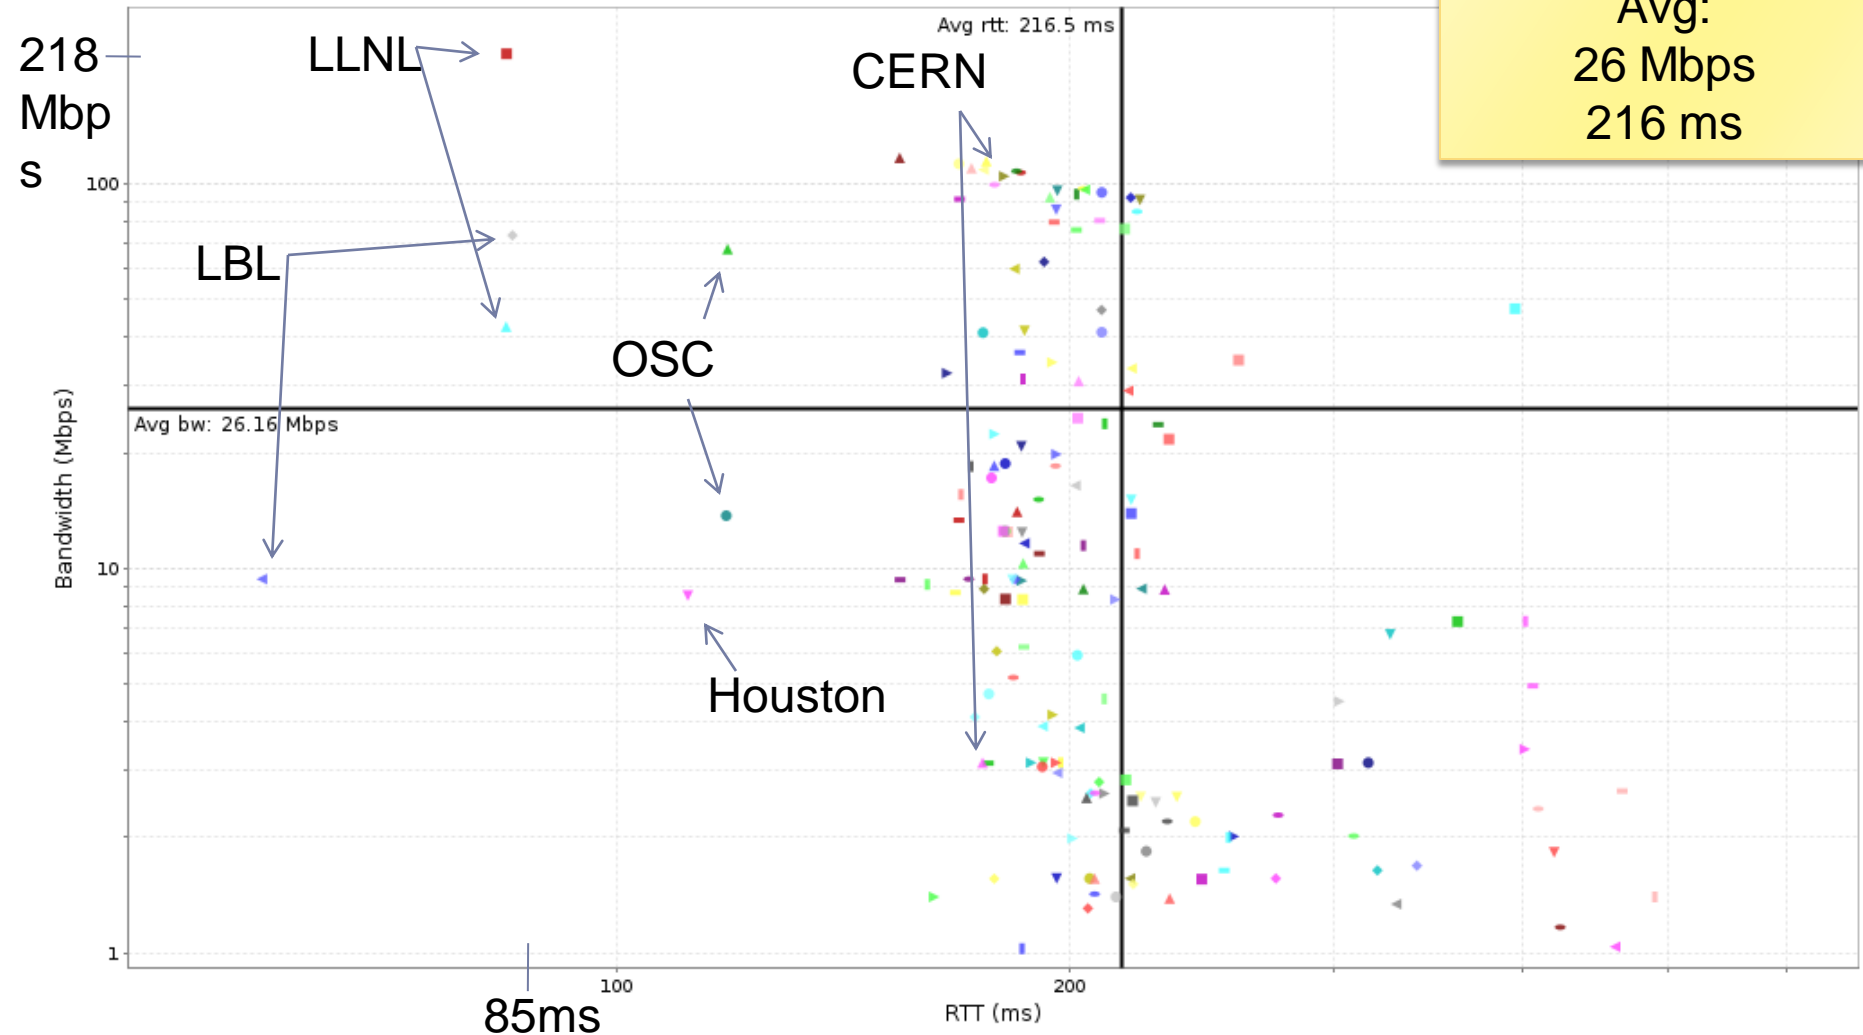 Avg:
26 Mbps
216 ms
Avg rtt: 216.5 ms
218
Mbp
s
LLNL
CERN
100
LBL
OSC
Avg bw: 26.16 Mbps
Bandwidth (Mbps)
10
Houston
1
100
200
85ms
RTT (ms)